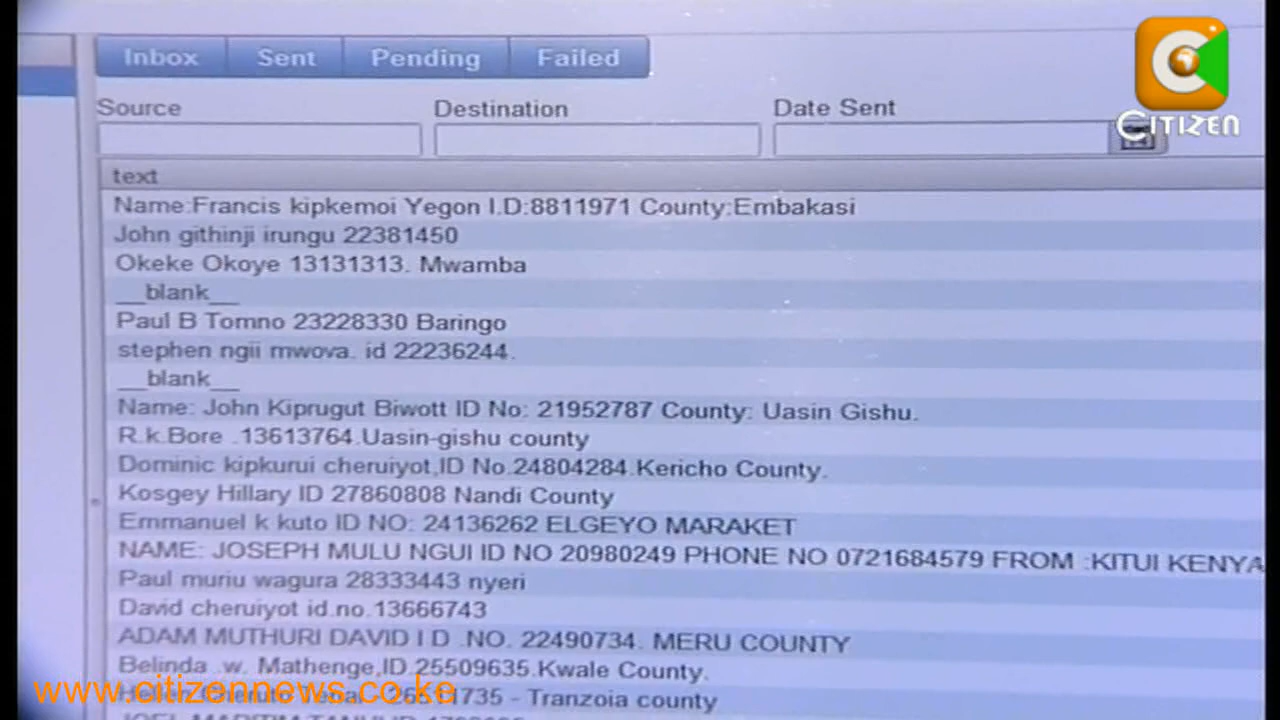 Inbox Sent Pending Failed
CITIZEN
Source Destination Date Sent
text
Name:Francis kipkemoi Yegon I.D:8811971 County:Embakasi
John githinji irungu 22381450
Okeke Okoye 13131313. Mwamba
__blank__
Paul B Tomno 23228330 Baringo
stephen ngii mwova. id 22236244.
__blank__
Name: John Kiprugut Biwott ID No: 21952787 County: Uasin Gishu.
R.k.Bore .13613764.Uasin-gishu county
Dominic kipkurui cheruiyot,ID No.24804284.Kericho County.
Kosgey Hillary ID 27860808 Nandi County
Emmanuel k kuto ID NO: 24136262 ELGEYO MARAKET
NAME: JOSEPH MULU NGUI ID NO 20980249 PHONE NO 0721684579 FROM :KITUI KENYA
Paul muriu wagura 28333443 nyeri
David cheruiyot id.no.13666743
ADAM MUTHURI DAVID I D .NO. 22490734. MERU COUNTY
Belinda .w. Mathenge,ID.25509635.Kwale County.
- Tranzoia county
www.citizennews.co.ke